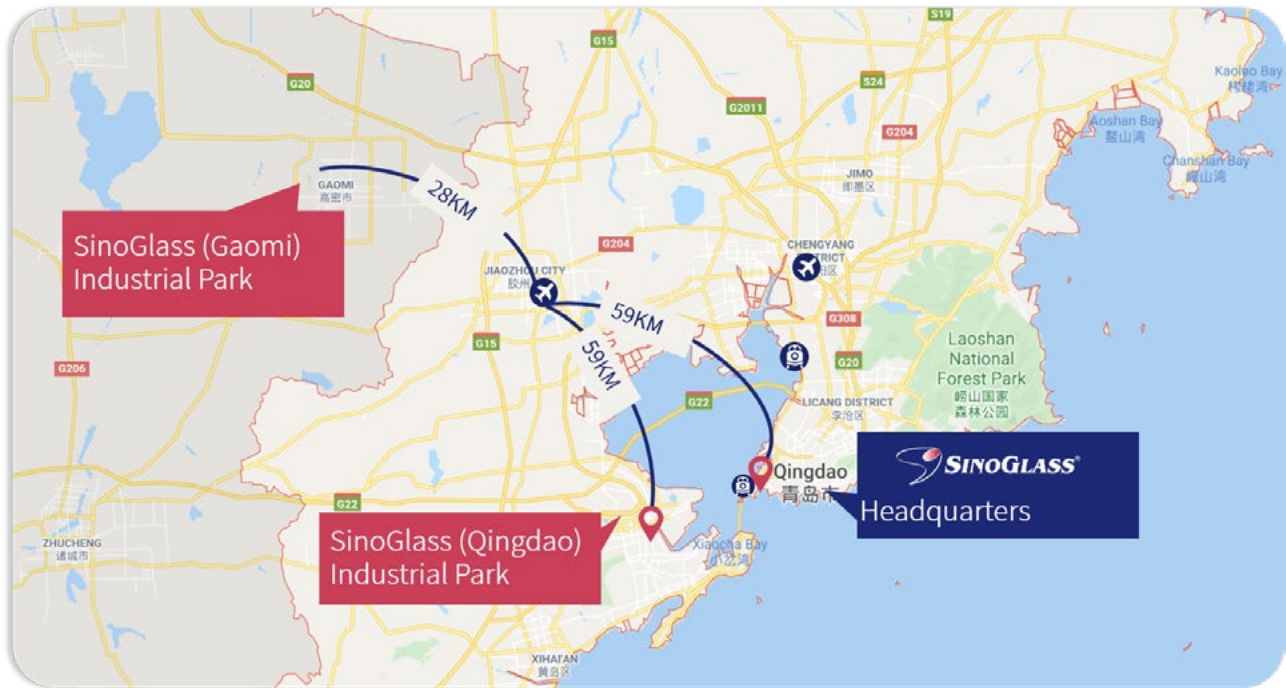 S19
G15
Kaoluo Bay
G20
S24
G2011
G204
Aoshan Bay
鳌山湾
Chanshan Bay
GAOMI
高密市
28KM
JIMO
即墨区
SinoGlass (Gaomi)
Industrial Park
G204
CHENGYANG
JIAOZHOU CITY
胶州
59KM
G308
G15
59KM
Laoshan
National
Forest Park
崂山国家
森林公园
G206
G20
G22
LICANG DISTRICT
李沧区
SINOGLASS®
Headquarters
Qingdao
青岛市
G22
SinoGlass (Qingdao)
Industrial Park
ZHUCHENG
诸城市
Xiaocha Bay
小岔湾
XIHAI'AN
黄岛区